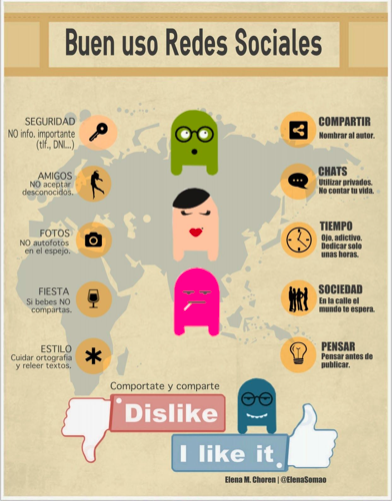 Buen uso Redes Sociales
SEGURIDAD
NO info. importante
(tlf., DNI...)
AMIGOS
NO aceptar
desconocidos.
FOTOS
NO autofotos
en el espejo.
FIESTA
Si bebes NO
compartas.
ESTILO
Cuidar ortografía
y releer textos.
COMPARTIR
Nombrar al autor.
CHATS
Utilizar privados.
No contar tu vida.
TIEMPO
Ojo, adictivo.
Dedicar solo
unas horas.
SOCIEDAD
En la calle el
mundo te espera.
PENSAR
Pensar antes de
publicar.
Comportate y comparte
Dislike
I like it.
Elena M. Choren | @ElenaSomao